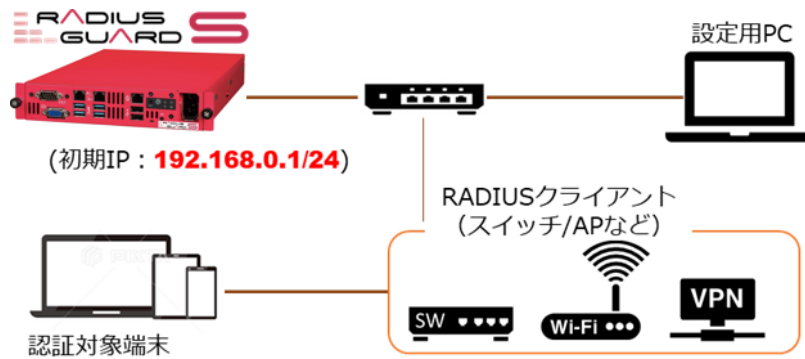 RADIUS
GUARD S
設定用PC
(初期IP：192.168.0.1/24)
RADIUSクライアント
（スイッチ/APなど）
SW
Wi-Fi
VPN
認証対象端末